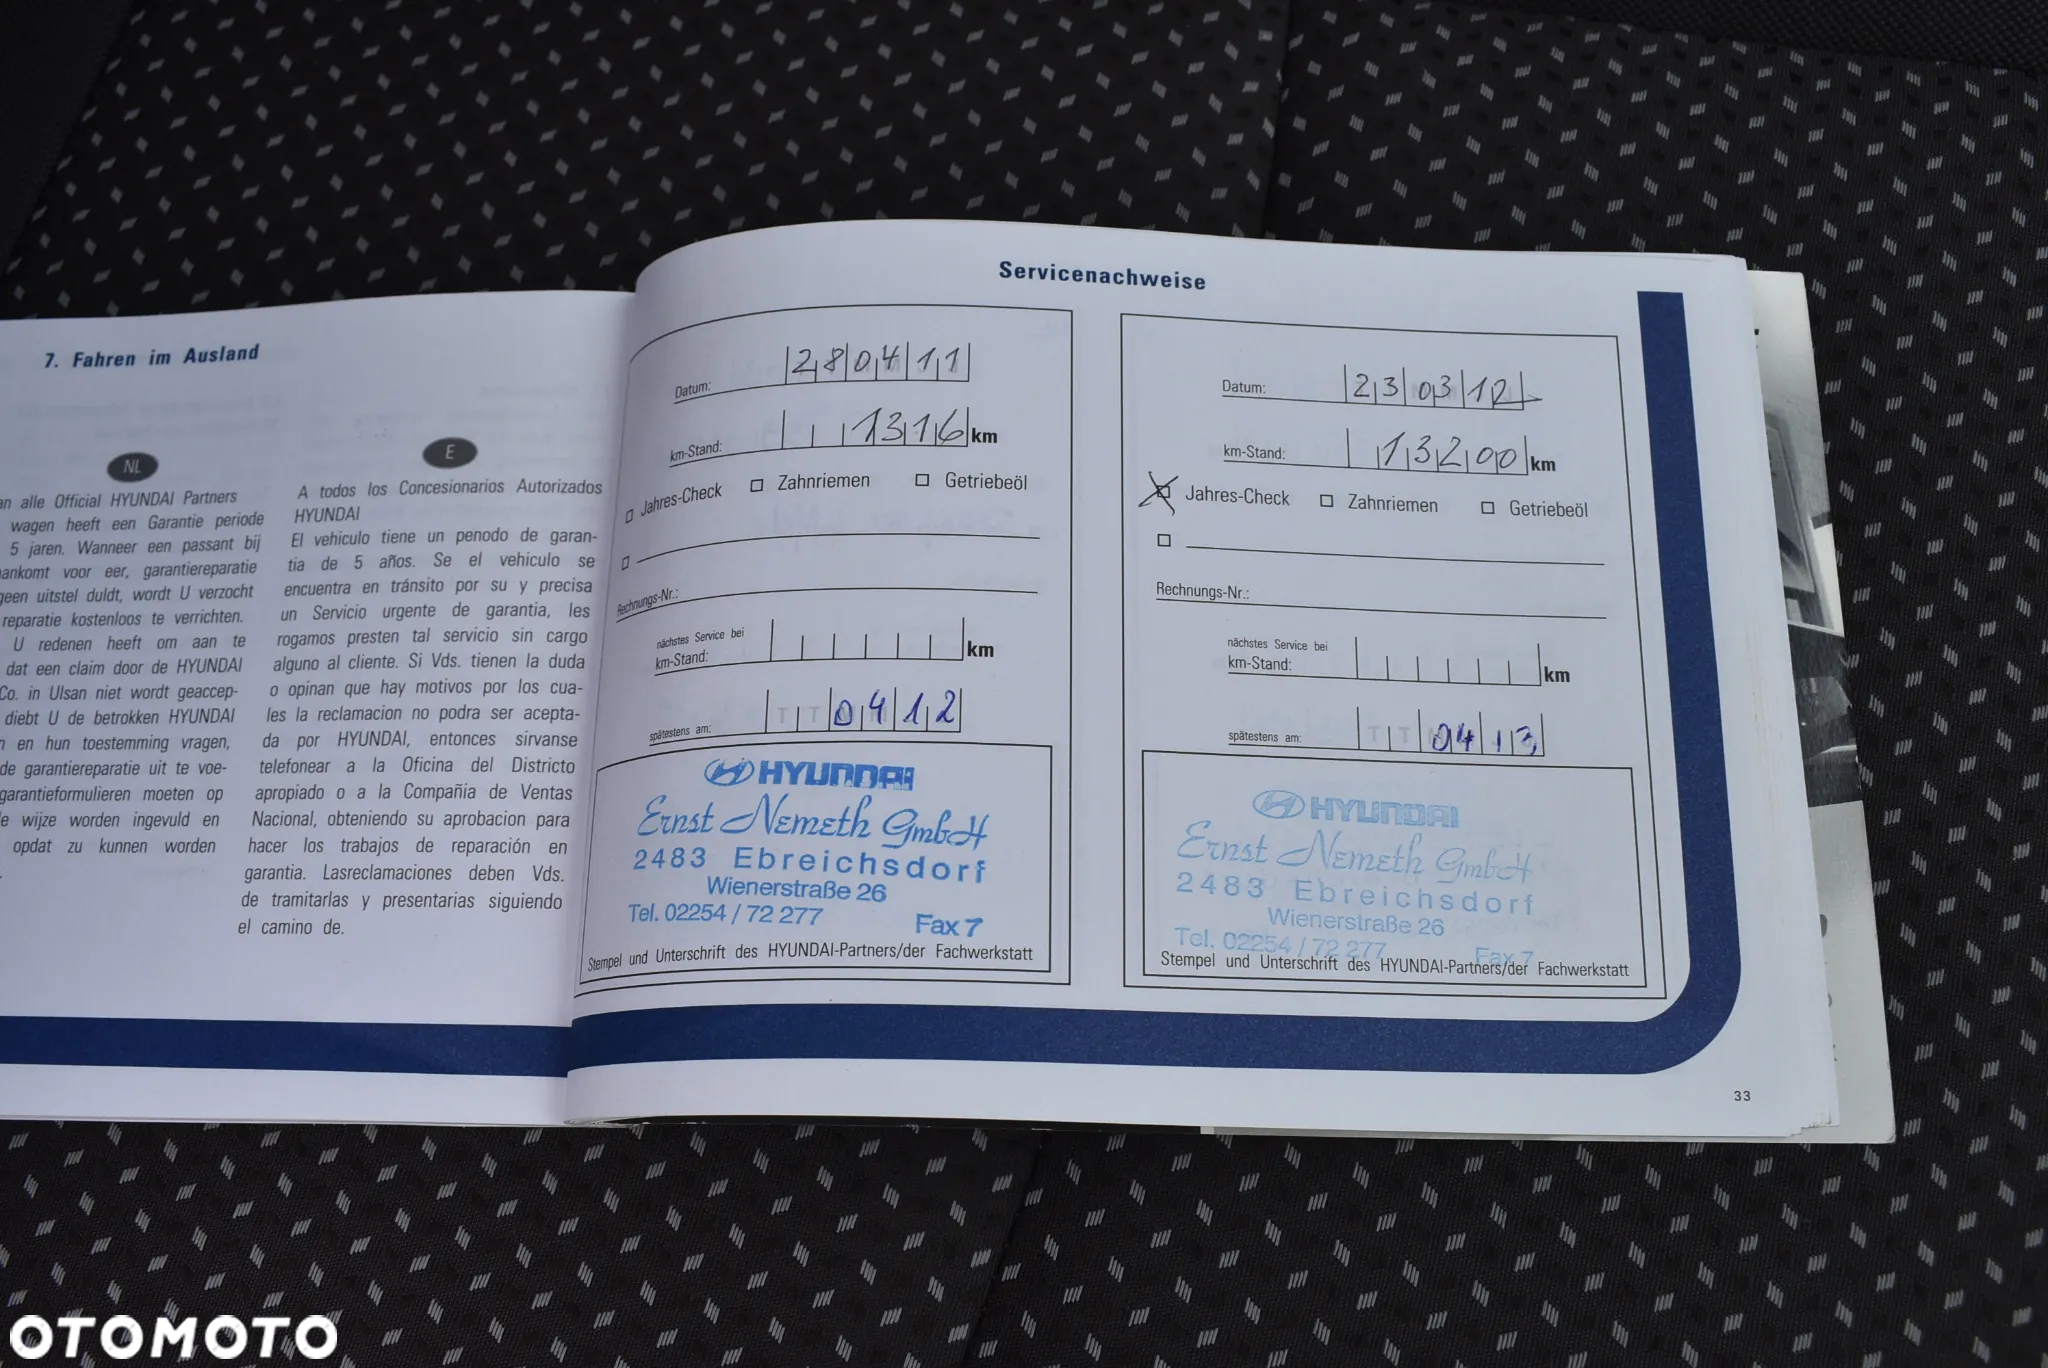 7. Fahren im Ausland
NL
an alle Official HYUNDAI Partners
wagen heeft een Garantie periode
5 jaren. Wanneer een passant bij
ankomt voor eer, garantiereparatie
geen uitstel duldt, wordt U verzocht
reparatie kostenloos te verrichten.
U redenen heeft om aan te
dat een claim door de HYUNDAI
Co. in Ulsan niet wordt geaccep-
diebt U de betrokken HYUNDAI
en hun toestemming vragen,
de garantiereparatie uit te voe-
garantieformulieren moeten op
wijze worden ingevuld en
opdat zu kunnen worden
E
A todos los Concesionarios Autorizados
HYUNDAI
El vehiculo tiene un penodo de garan-
tia de 5 años. Se el vehiculo se
encuentra en tránsito por su y precisa
un Servicio urgente de garantia, les
rogamos presten tal servicio sin cargo
alguno al cliente. Si Vds. tienen la duda
o opinan que hay motivos por los cua-
les la reclamacion no podra ser acepta-
da por HYUNDAI, entonces sirvanse
telefonear a la Oficina del Districto
apropiado o a la Compañia de Ventas
Nacional, obteniendo su aprobacion para
hacer los trabajos de reparación en
garantia. Lasreclamaciones deben Vds.
de tramitarlas y presentarias siguiendo
el camino de.
Servicenachweise
Datum: 280411
km-Stand: 1316 km
Jahres-Check Zahnriemen Getriebeöl
Rechnungs-Nr.:
nächstes Service bei
km-Stand: km
spätestens am: 0412
HYUNDAI
Ernst Nemeth GmbH
2483 Ebreichsdorf
Wienerstraße 26
Tel. 02254 / 72 277 Fax 7
Stempel und Unterschrift des HYUNDAI-Partners/der Fachwerkstatt
Datum: 230312
km-Stand: 13200 km
Jahres-Check Zahnriemen Getriebeöl
Rechnungs-Nr.:
nächstes Service bei
km-Stand: km
spätestens am: 0413
HYUNDAI
Ernst Nemeth GmbH
2483 Ebreichsdorf
Wienerstraße 26
Tel. 02254 / 72 277 Fax 7
Stempel und Unterschrift des HYUNDAI-Partners/der Fachwerkstatt
33
OTOMOTO